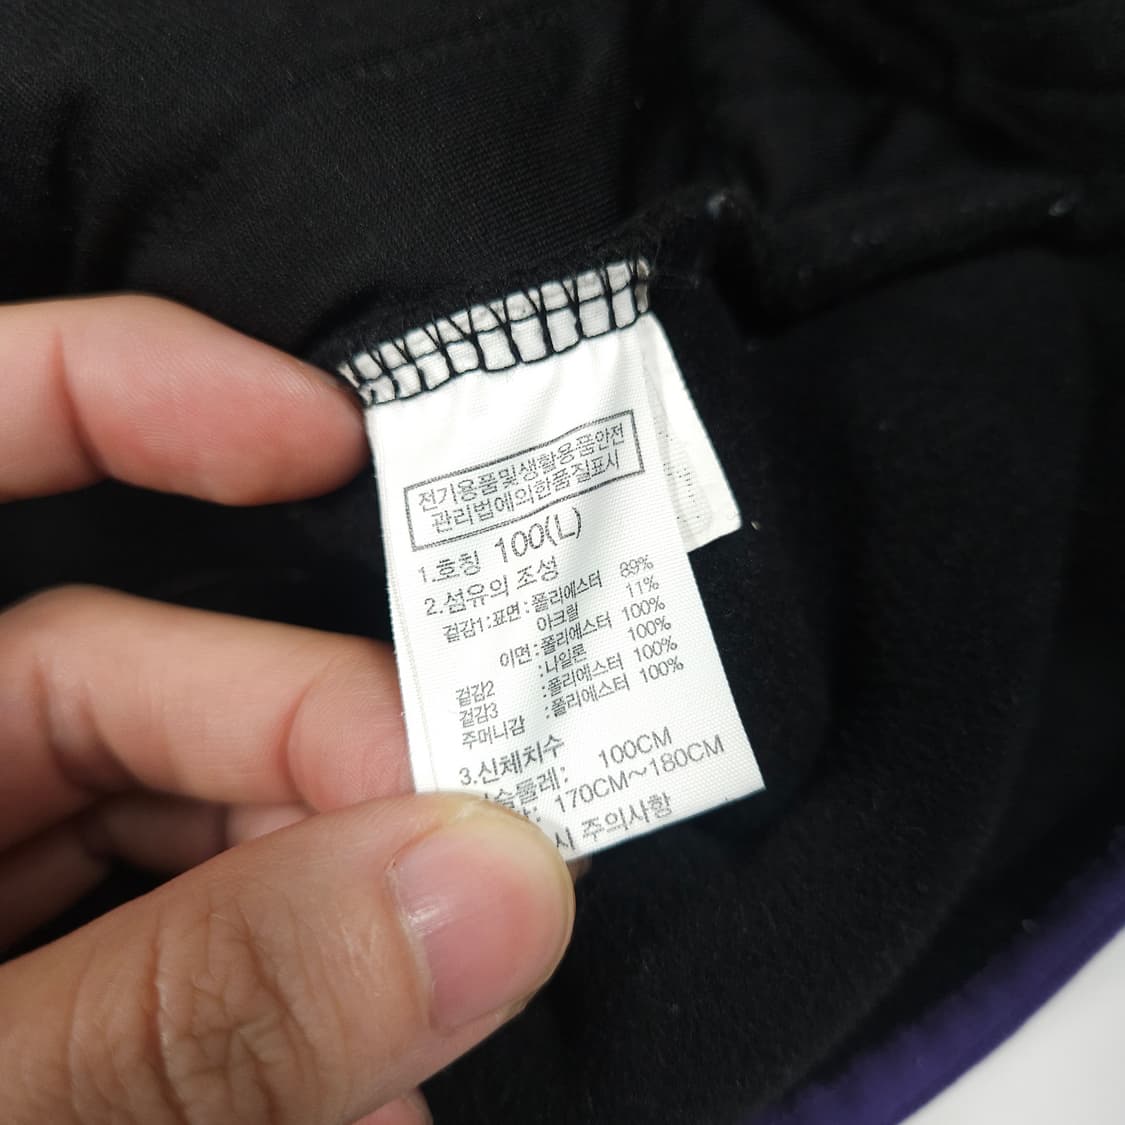 전기용품및생활용품안전
관리법에의한품질표시
1.호칭 100(L)
2.섬유의 조성
겉감1:표면:폴리에스터 89%
아크릴 11%
이면:폴리에스터 100%
겉감2 :나일론 100%
겉감3 :폴리에스터 100%
주머니감 :폴리에스터 100%
3.신체치수
슴둘레: 100CM
170CM~180CM
시 주의사항